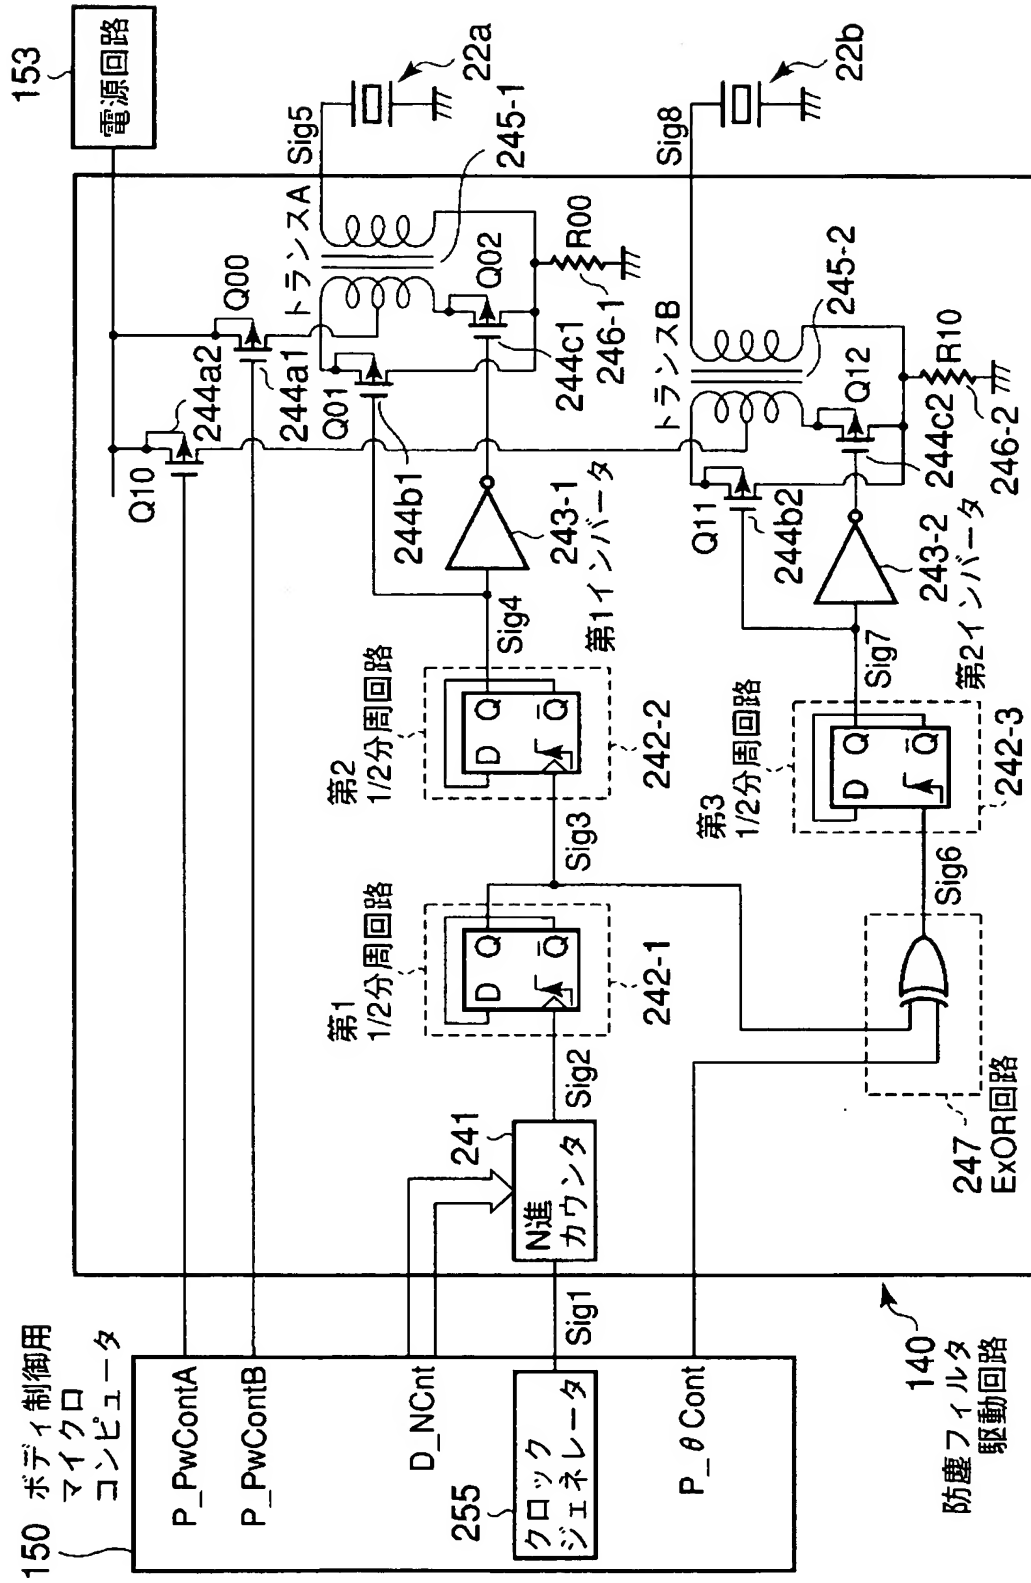 150 ボディ制御用
マイクロ
コンピュータ
P_PwContA
P_PwContB
D_NCnt
255
クロック
ジェネレータ
P_θCont
Sig1
140
防塵フィルタ
駆動回路
153
電源回路
N進
カウンタ
241
Sig2
第1
1/2分周回路
D
Q
Q̅
242-1
Sig3
第2
1/2分周回路
D
Q
Q̅
242-2
Sig4
第1インバータ
243-1
Q10
244a2
Q00
244a1
Q01
244b1
トランスA
245-1
Q02
244c1
R00
246-1
Sig5
22a
247
ExOR回路
Sig6
第3
1/2分周回路
D
Q
Q̅
242-3
Sig7
第2インバータ
243-2
Q11
244b2
トランスB
245-2
Q12
244c2
R10
246-2
Sig8
22b